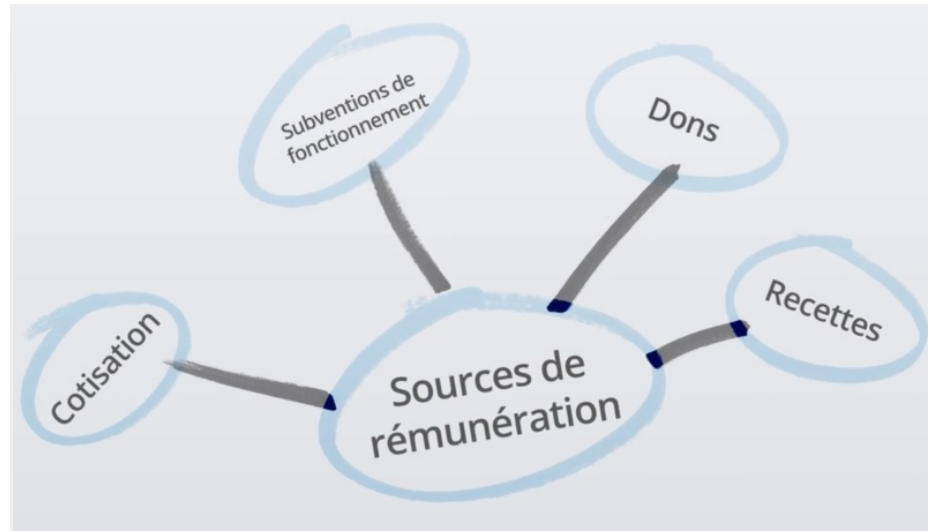 Subventions de
fonctionnement
Dons
Recettes
Cotisation
Sources de
rémunération